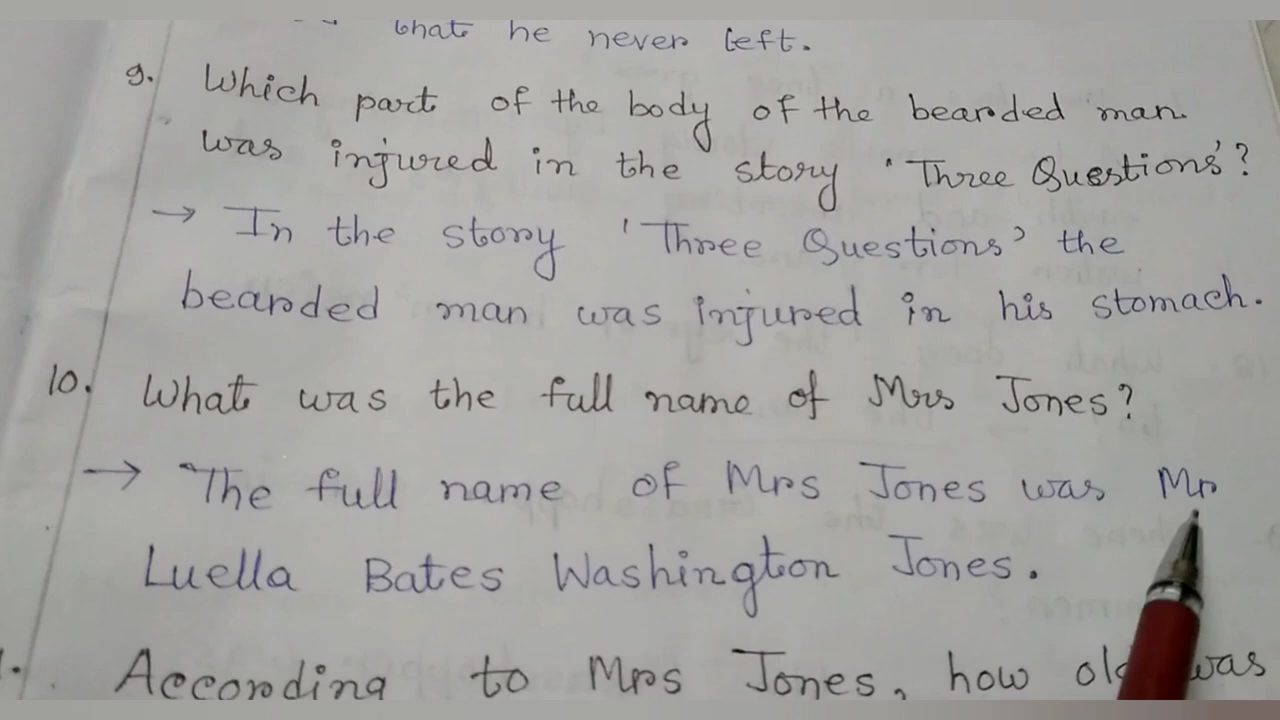 that he never left.
9. Which part of the body of the bearded man
was injured in the story 'Three Questions'?
→ In the story 'Three Questions' the
bearded man was injured in his stomach.
10. What was the full name of Mrs Jones?
→ The full name of Mrs Jones was Mr
Luella Bates Washington Jones.
According to Mrs Jones, how old was